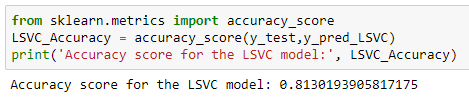 from sklearn.metrics import accuracy_score
LSVC_Accuracy = accuracy_score(y_test,y_pred_LSVC)
print('Accuracy score for the LSVC model:', LSVC_Accuracy)
Accuracy score for the LSVC model: 0.8130193905817175